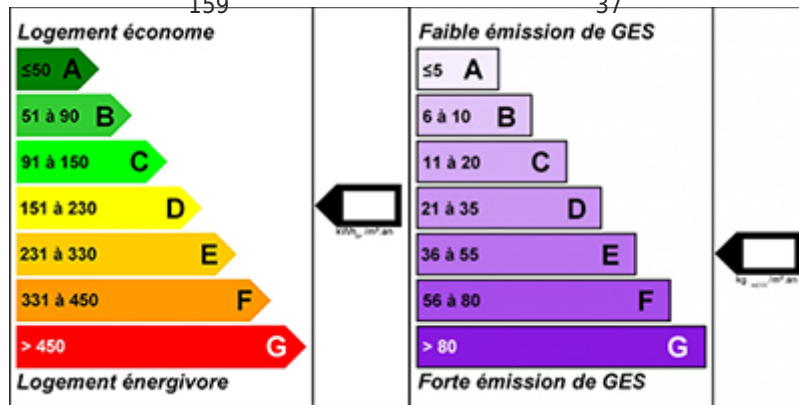 159
Logement économe
≤50 A
51 à 90 B
91 à 150 C
151 à 230 D
231 à 330 E
331 à 450 F
> 450 G
Logement énergivore
37
Faible émission de GES
≤5 A
6 à 10 B
11 à 20 C
21 à 35 D
36 à 55 E
56 à 80 F
> 80 G
Forte émission de GES